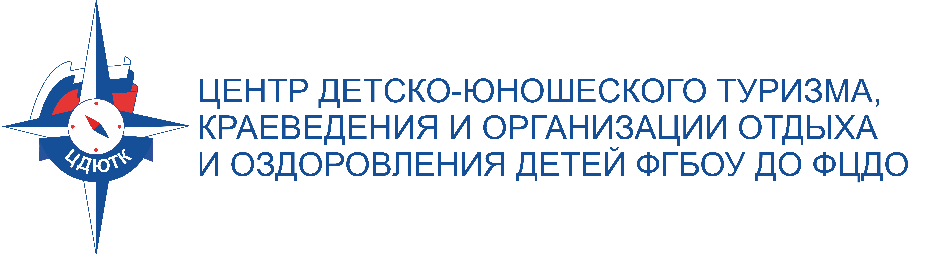 ЦЕНТР ДЕТСКО-ЮНОШЕСКОГО ТУРИЗМА,
КРАЕВЕДЕНИЯ И ОРГАНИЗАЦИИ ОТДЫХА
И ОЗДОРОВЛЕНИЯ ДЕТЕЙ ФГБОУ ДО ФЦДО
ЦДЮТК